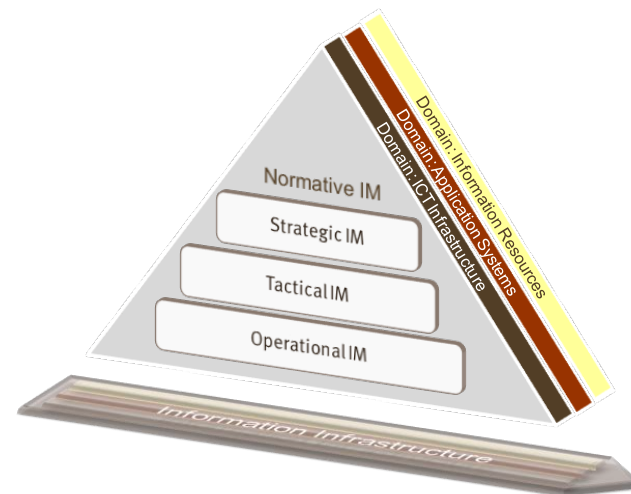 Normative IM
Strategic IM
Tactical IM
Operational IM
Domain: ICT Infrastructure
Domain: Application Systems
Domain: Information Resources
Information Infrastructure